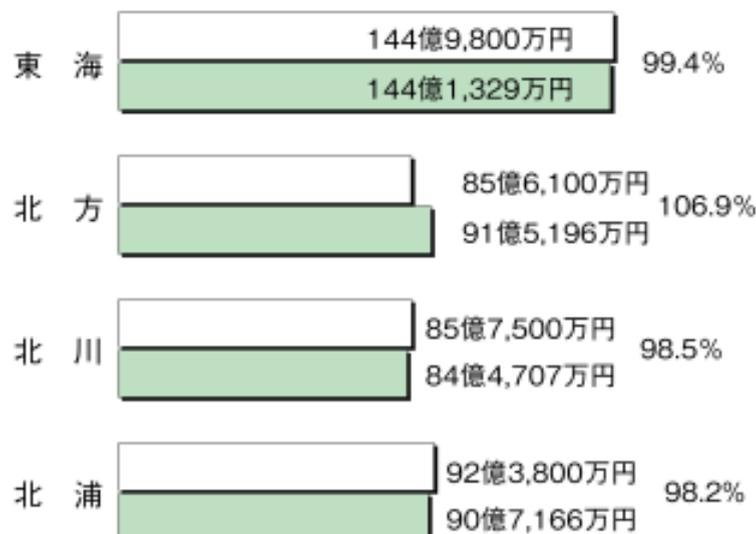 144億9,800万円
東 海 99.4%
144億1,329万円
85億6,100万円
北 方 106.9%
91億5,196万円
85億7,500万円
北 川 98.5%
84億4,707万円
92億3,800万円
北 浦 98.2%
90億7,166万円